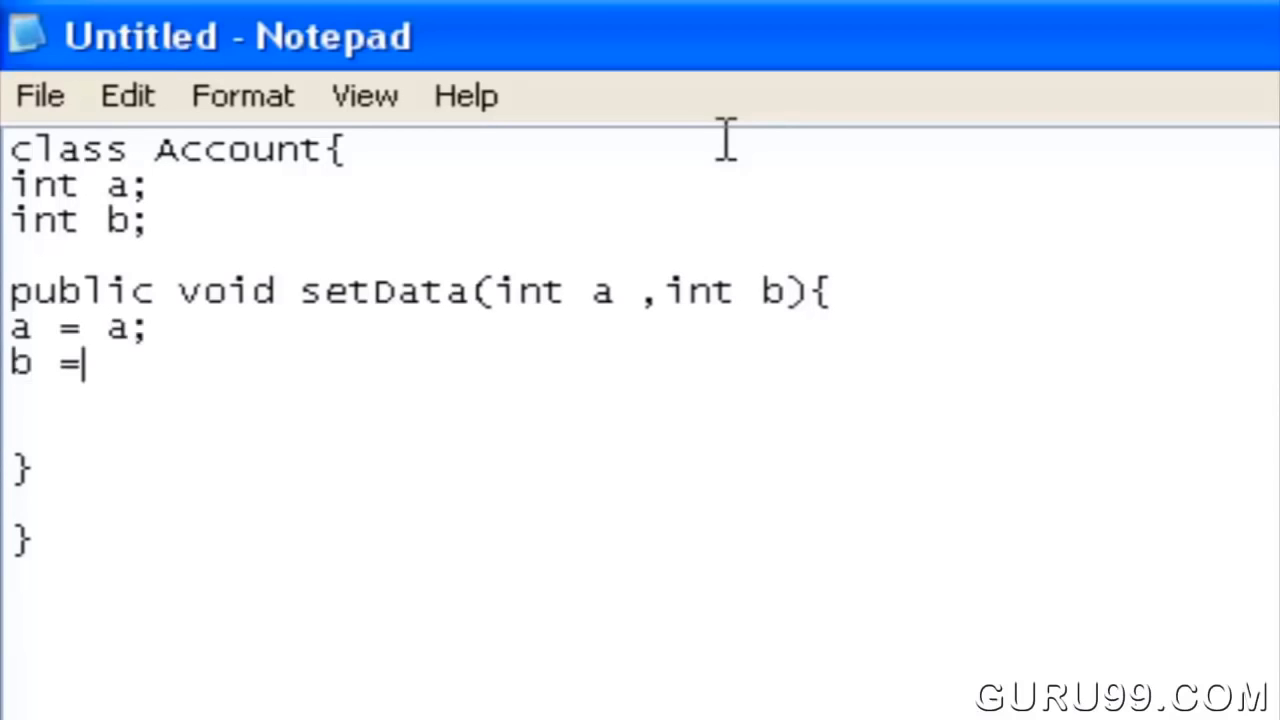 Untitled - Notepad
File Edit Format View Help
class Account{
int a;
int b;
public void setData(int a ,int b){
a = a;
b =
}
}
GURU99.COM